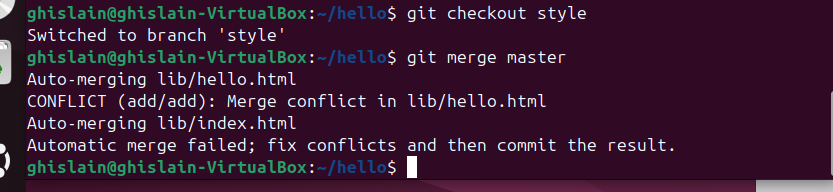 ghislain@ghislain-VirtualBox:~/hello$ git checkout style
Switched to branch 'style'
ghislain@ghislain-VirtualBox:~/hello$ git merge master
Auto-merging lib/hello.html
CONFLICT (add/add): Merge conflict in lib/hello.html
Auto-merging lib/index.html
Automatic merge failed; fix conflicts and then commit the result.
ghislain@ghislain-VirtualBox:~/hello$